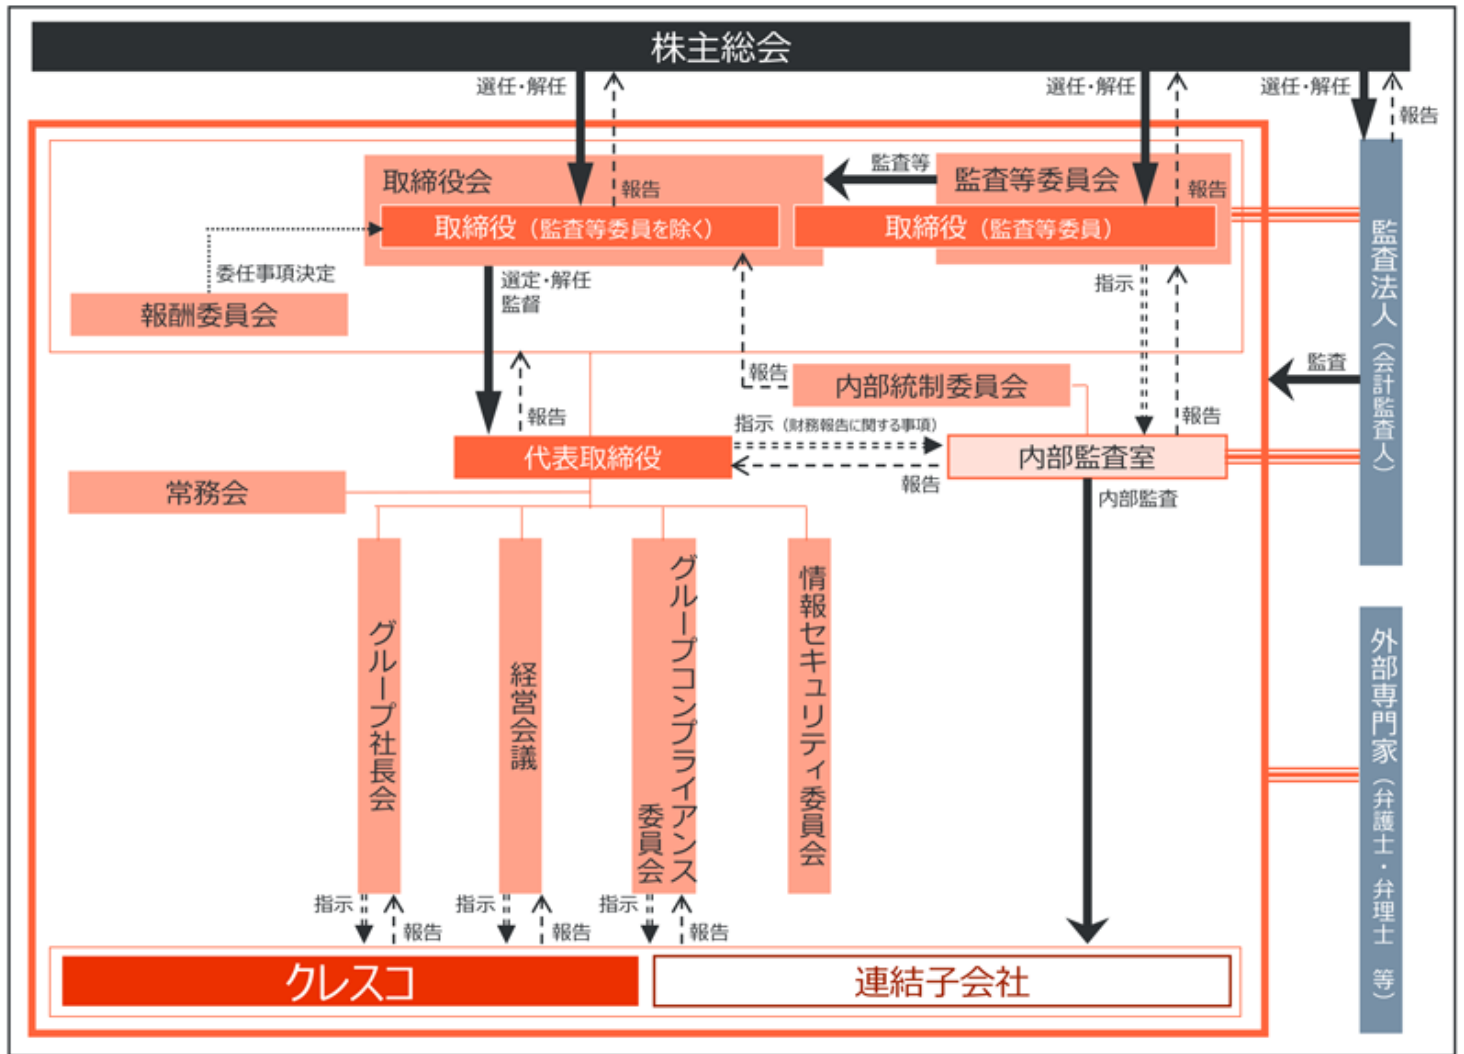 株主総会
選任・解任
選任・解任
選任・解任
報告
取締役会
監査等
監査等委員会
報告
報告
取締役（監査等委員を除く）
取締役（監査等委員）
委任事項決定
報酬委員会
選定・解任
監督
指示
監査法人（会計監査人）
監査
報告
内部統制委員会
報告
指示（財務報告に関する事項）
報告
代表取締役
内部監査室
報告
内部監査
常務会
グループ社長会
経営会議
グループコンプライアンス
委員会
情報セキュリティ委員会
外部専門家（弁護士・弁理士 等）
指示
報告
指示
報告
指示
報告
クレスコ
連結子会社